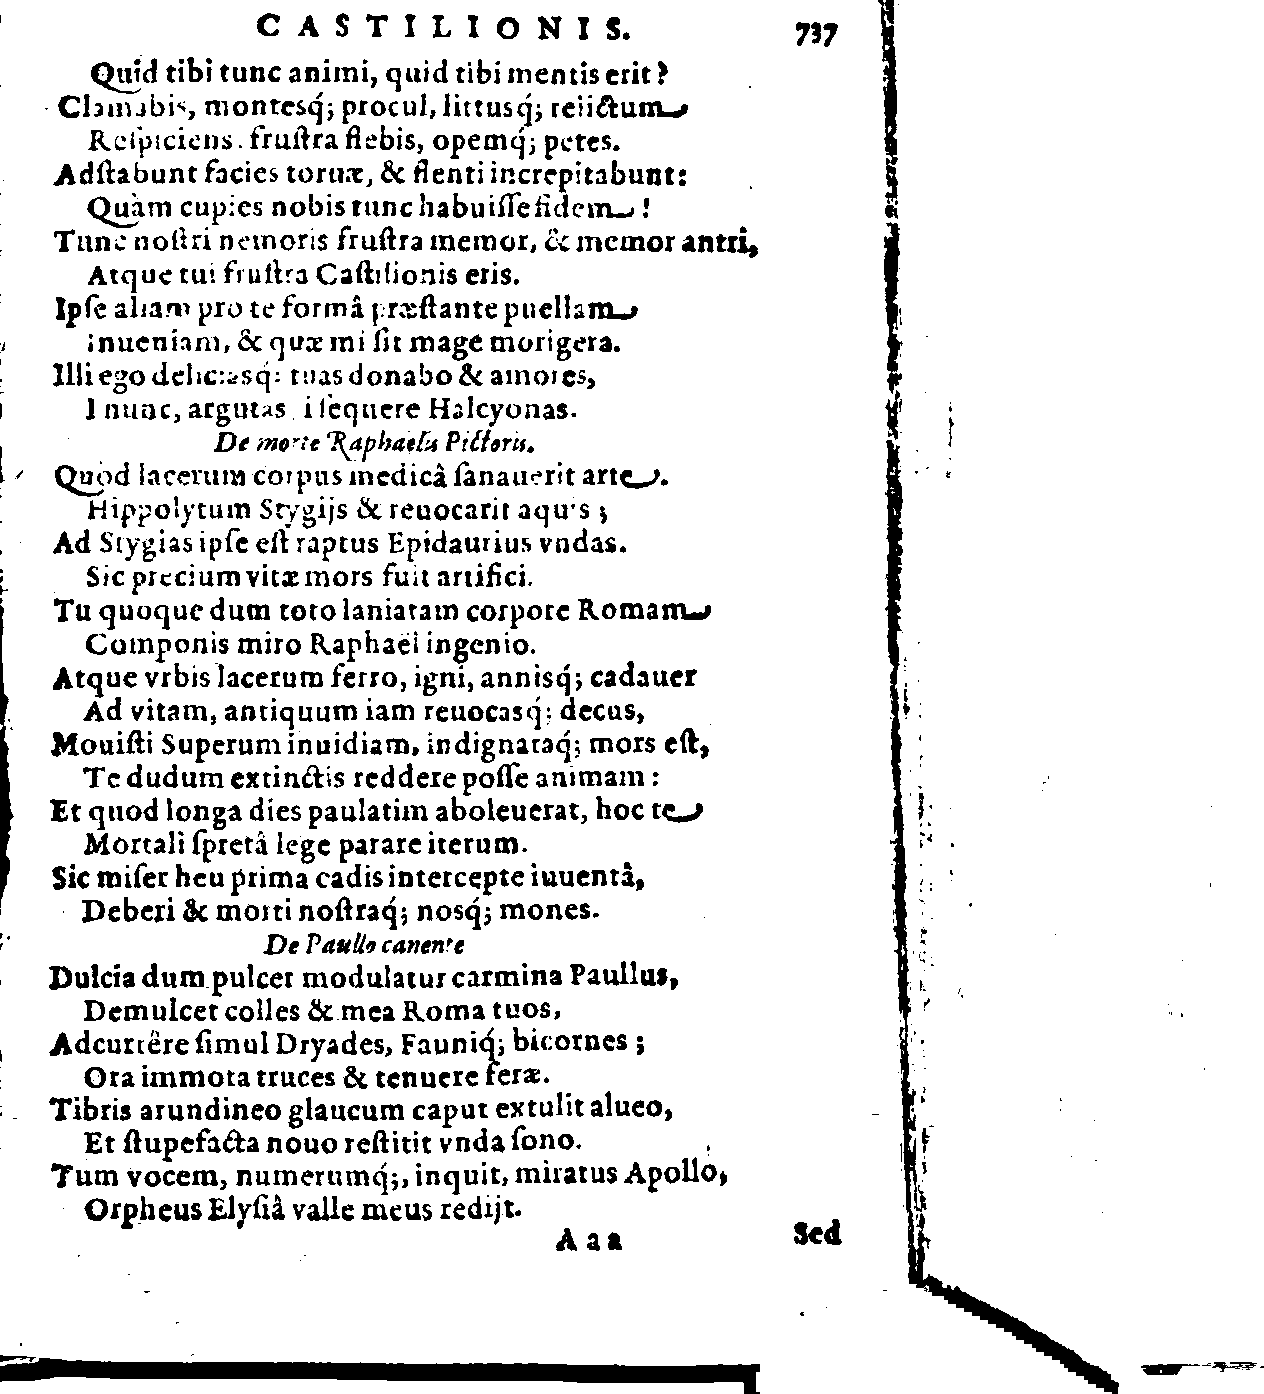 CASTILIONIS. 737
Quid tibi tunc animi, quid tibi mentis erit?
Clamabis, montesq́; procul, littusq́; reiictum
Respiciens. frustra flebis, opemq́; petes.
Adſtabunt facies toruæ, & flenti increpitabunt:
Quàm cupies nobis tunc habuiſſe fidem!
Tunc noſtri nemoris fruſtra memor, & memor antri,
Atque tui fruſtra Caſtilionis eris.
Ipſe aliam pro te formâ præſtante puellam
inueniam, & quæ mi ſit mage morigera.
Illi ego deliciasq́: tuas donabo & amores,
I nunc, argutas i ſequere Halcyonas.
De morte Raphaelis Pictoris.
Quòd lacerum corpus medicâ ſanauerit arte.
Hippolytum Stygijs & reuocarit aquis;
Ad Stygias ipſe eſt raptus Epidaurius vndas.
Sic precium vitæ mors fuit artifici.
Tu quoque dum toto laniatam corpore Romam
Componis miro Raphaël ingenio.
Atque vrbis lacerum ferro, igni, annisq́; cadauer
Ad vitam, antiquum iam reuocasq́; decus,
Mouiſti Superum inuidiam, indignataq́; mors eſt,
Te dudum extinctis reddere poſſe animam:
Et quod longa dies paulatim aboleuerat, hoc te
Mortali ſpretâ lege parare iterum.
Sic miſer heu prima cadis intercepte iuuentâ,
Deberi & morti noſtraq́; nosq́; mones.
De Paullo canente
Dulcia dum pulcer modulatur carmina Paullus,
Demulcet colles & mea Roma tuos,
Adcurrêre ſimul Dryades, Fauniq́; bicornes;
Ora immota truces & tenuere feræ.
Tibris arundineo glaucum caput extulit alueo,
Et ſtupefacta nouo reſtitit vnda ſono.
Tum vocem, numerumq́;, inquit, miratus Apollo,
Orpheus Elyſiâ valle meus redijt.
Aaa Sed